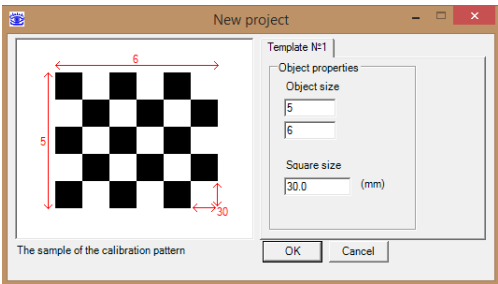 New project
6
5
30
The sample of the calibration pattern
Template №1
Object properties
Object size
5
6
Square size
30.0 (mm)
OK Cancel